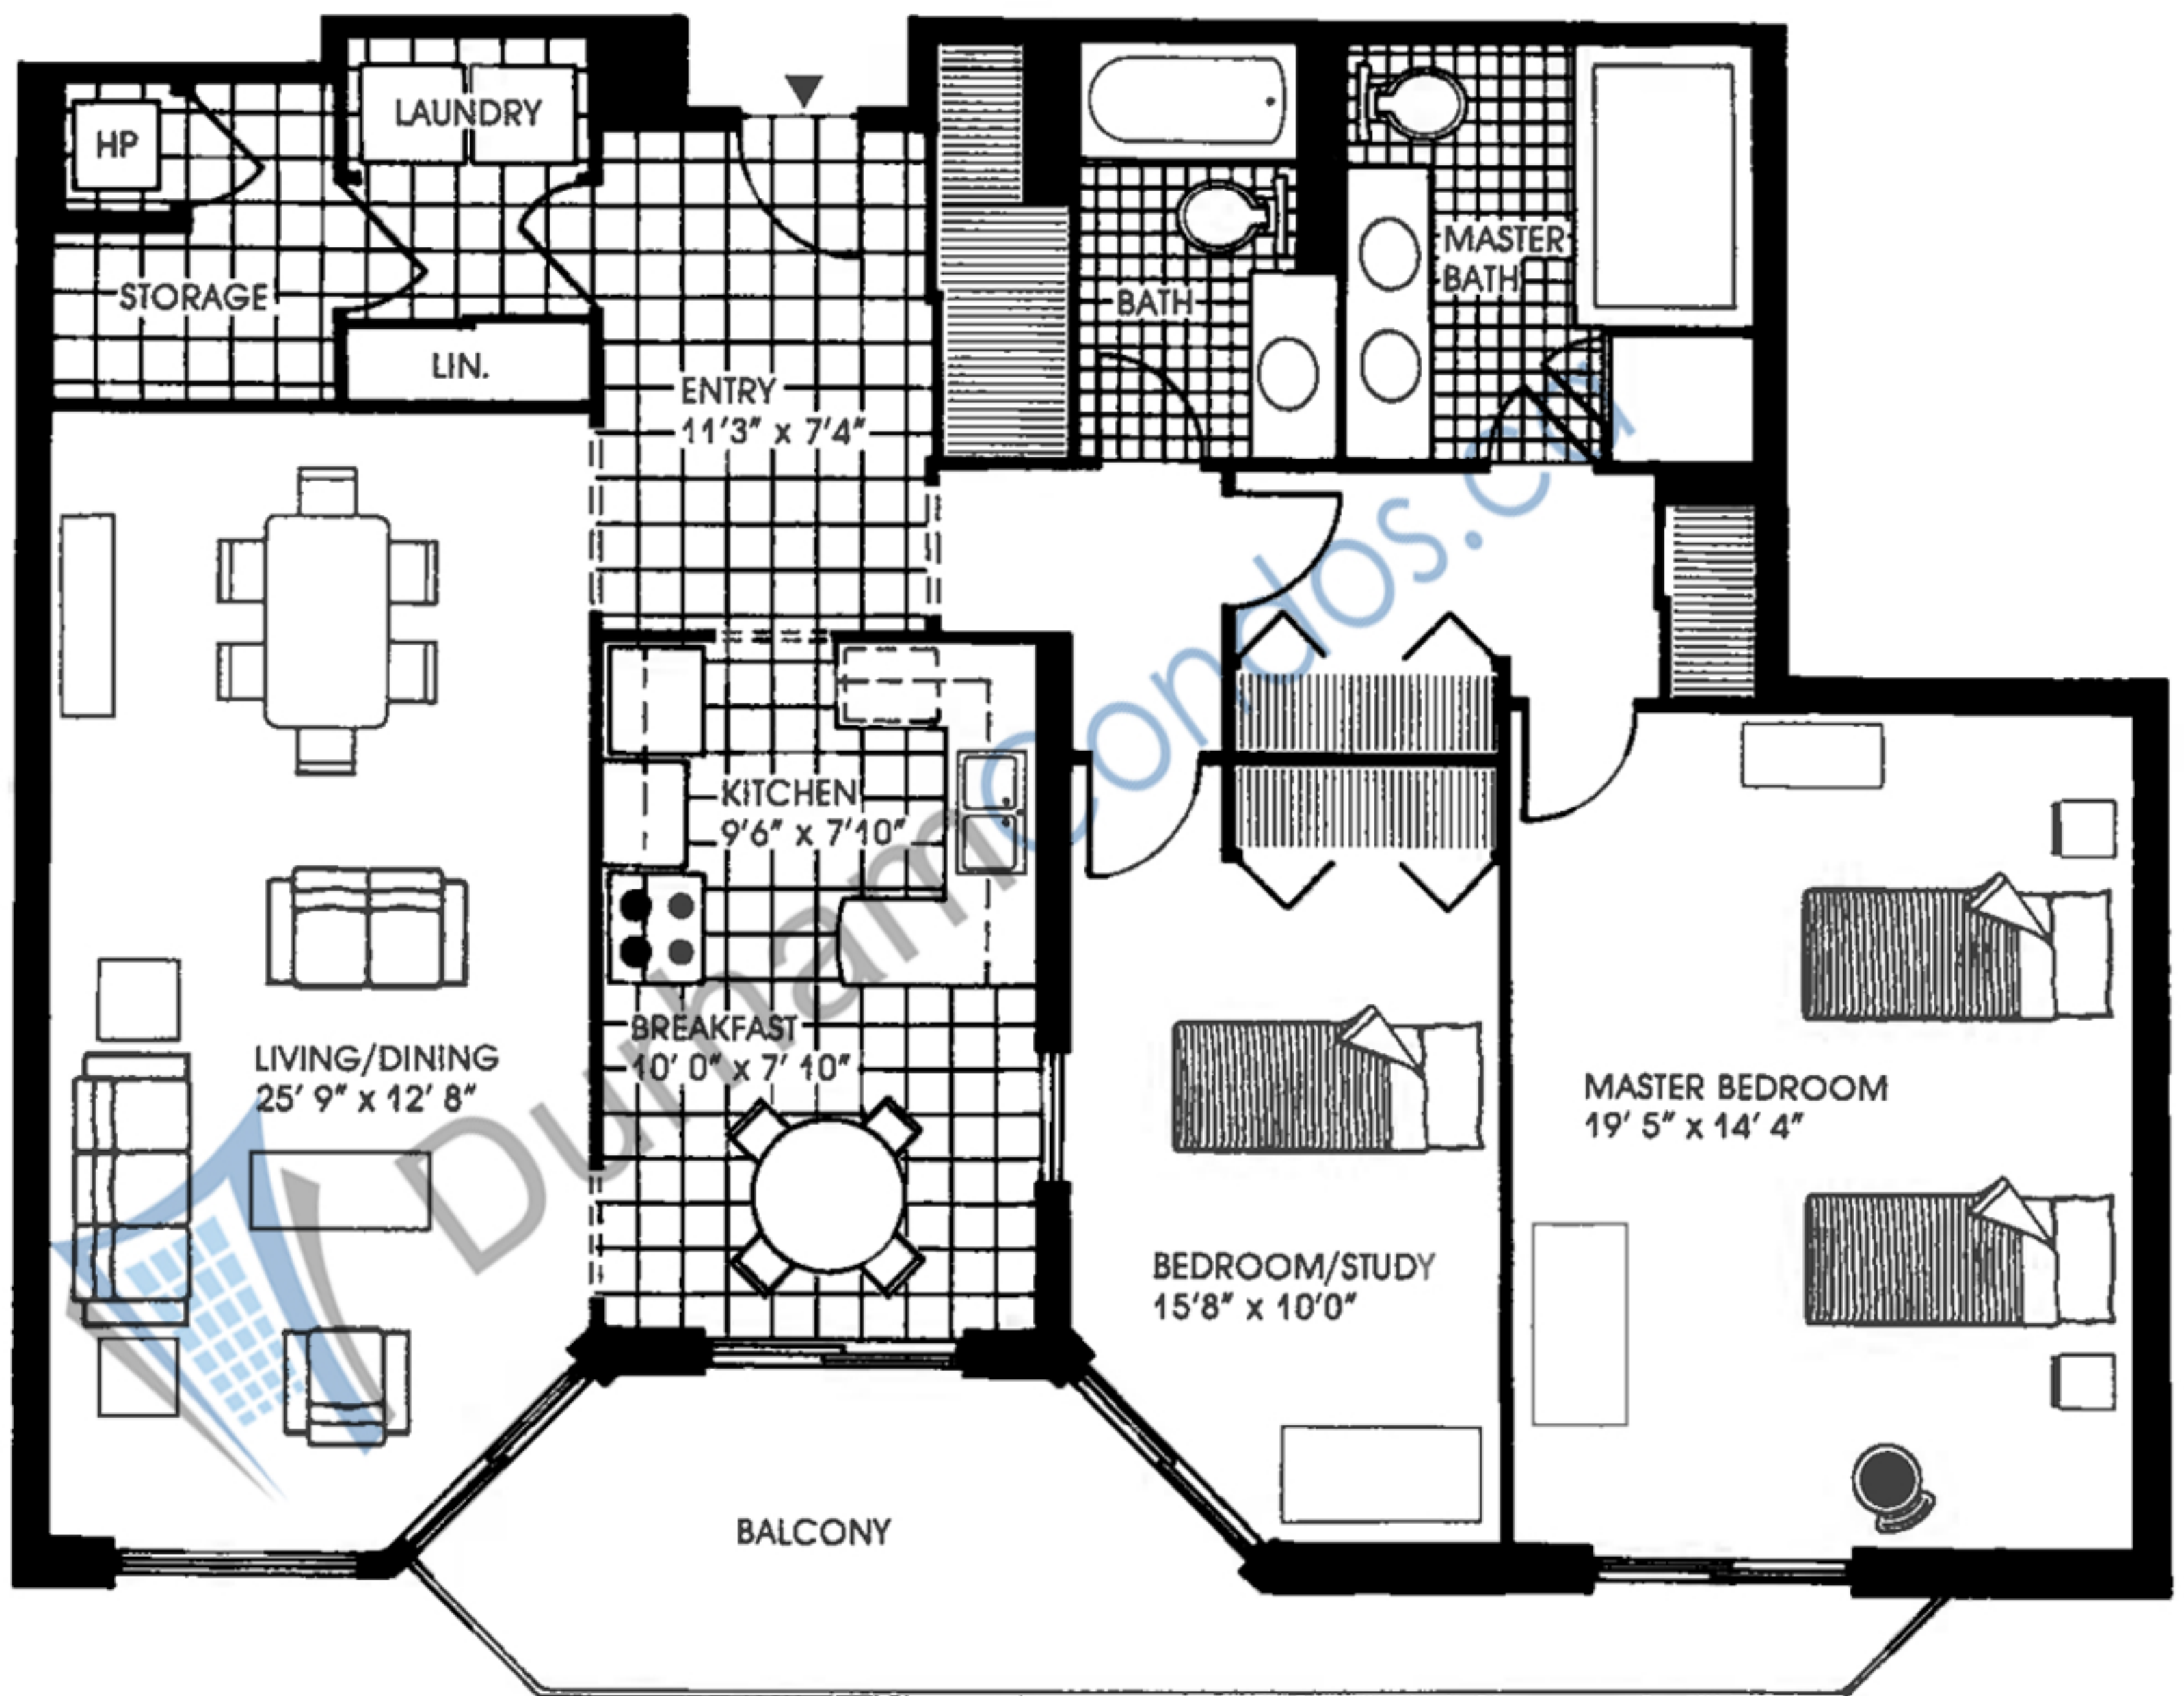 HP
LAUNDRY
STORAGE
LIN.
ENTRY
11'3" x 7'4"
BATH
MASTER
BATH
KITCHEN
9'6" x 7'10"
BREAKFAST
10' 0" x 7' 10"
LIVING/DINING
25' 9" x 12' 8"
MASTER BEDROOM
19' 5" x 14' 4"
BEDROOM/STUDY
15'8" x 10'0"
BALCONY
DurhamCondos.ca